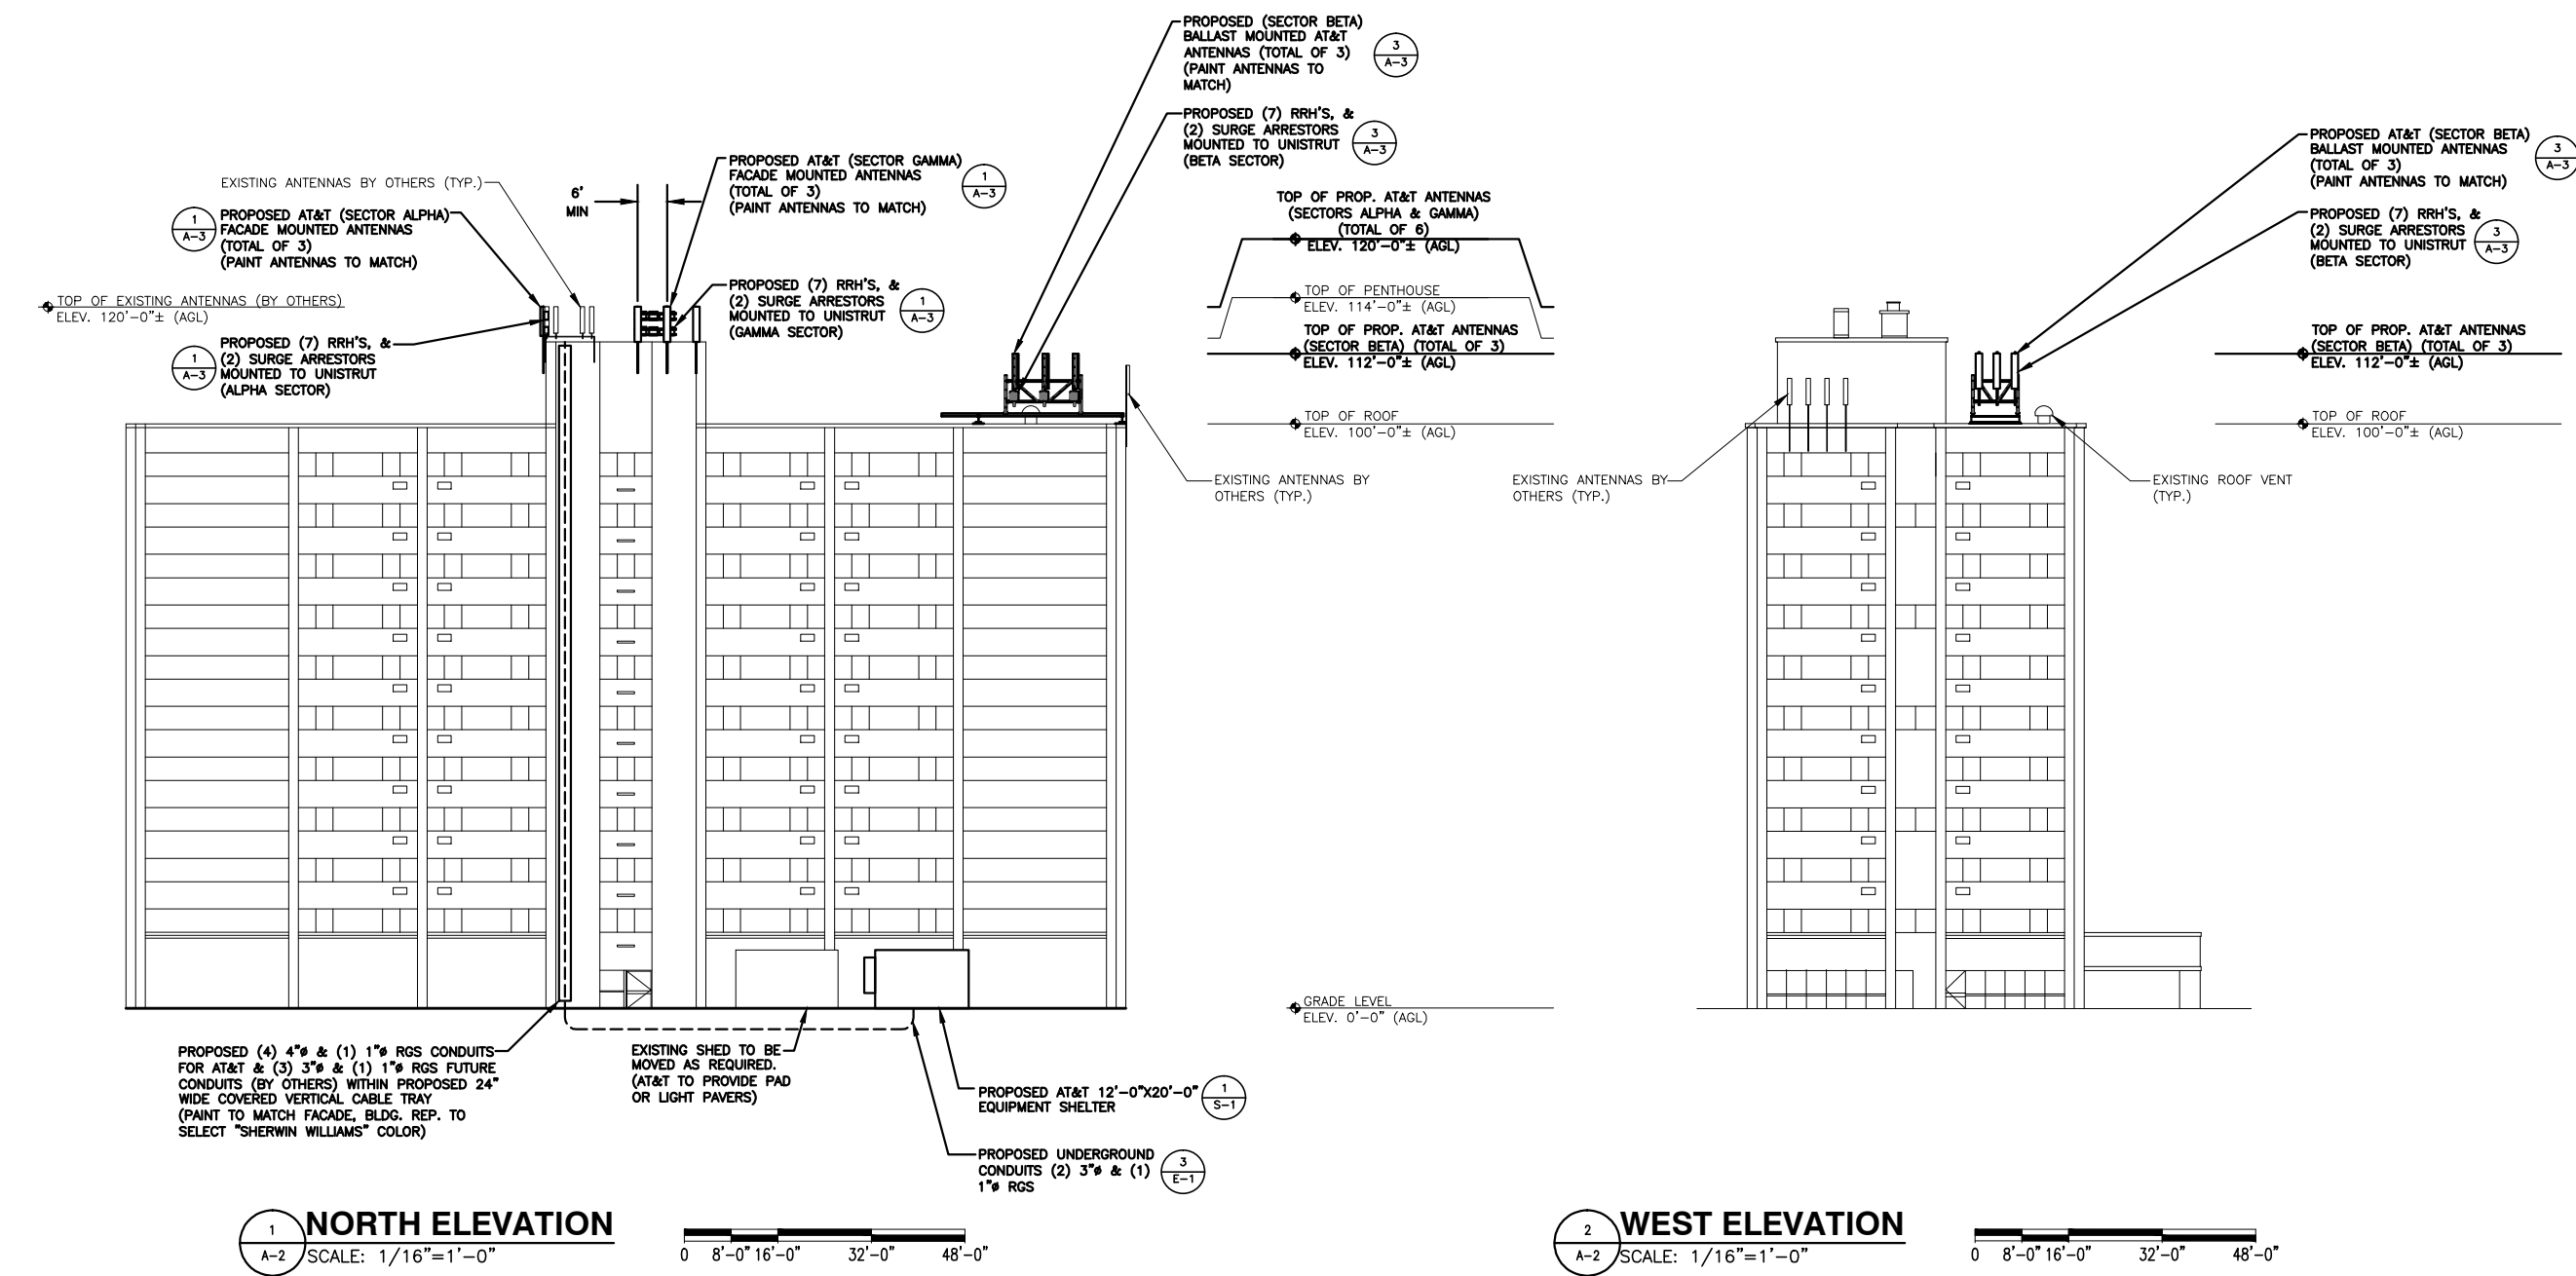 PROPOSED (SECTOR BETA)
BALLAST MOUNTED AT&T
ANTENNAS (TOTAL OF 3)
(PAINT ANTENNAS TO
MATCH)
3
A-3
PROPOSED (7) RRH'S, &
(2) SURGE ARRESTORS
MOUNTED TO UNISTRUT
(BETA SECTOR)
3
A-3
EXISTING ANTENNAS BY OTHERS (TYP.)
1
A-3
PROPOSED AT&T (SECTOR ALPHA)
FACADE MOUNTED ANTENNAS
(TOTAL OF 3)
(PAINT ANTENNAS TO MATCH)
6'
MIN
PROPOSED AT&T (SECTOR GAMMA)
FACADE MOUNTED ANTENNAS
(TOTAL OF 3)
(PAINT ANTENNAS TO MATCH)
1
A-3
TOP OF EXISTING ANTENNAS (BY OTHERS)
ELEV. 120'-0"± (AGL)
1
A-3
PROPOSED (7) RRH'S, &
(2) SURGE ARRESTORS
MOUNTED TO UNISTRUT
(ALPHA SECTOR)
PROPOSED (7) RRH'S, &
(2) SURGE ARRESTORS
MOUNTED TO UNISTRUT
(GAMMA SECTOR)
1
A-3
TOP OF PROP. AT&T ANTENNAS
(SECTORS ALPHA & GAMMA)
(TOTAL OF 6)
ELEV. 120'-0"± (AGL)
TOP OF PENTHOUSE
ELEV. 114'-0"± (AGL)
TOP OF PROP. AT&T ANTENNAS
(SECTOR BETA) (TOTAL OF 3)
ELEV. 112'-0"± (AGL)
TOP OF ROOF
ELEV. 100'-0"± (AGL)
EXISTING ANTENNAS BY
OTHERS (TYP.)
GRADE LEVEL
ELEV. 0'-0" (AGL)
PROPOSED (4) 4"ø & (1) 1"ø RGS CONDUITS
FOR AT&T & (3) 3"ø & (1) 1"ø RGS FUTURE
CONDUITS (BY OTHERS) WITHIN PROPOSED 24"
WIDE COVERED VERTICAL CABLE TRAY
(PAINT TO MATCH FACADE, BLDG. REP. TO
SELECT "SHERWIN WILLIAMS" COLOR)
EXISTING SHED TO BE
MOVED AS REQUIRED.
(AT&T TO PROVIDE PAD
OR LIGHT PAVERS)
PROPOSED AT&T 12'-0"X20'-0"
EQUIPMENT SHELTER
1
S-1
PROPOSED UNDERGROUND
CONDUITS (2) 3"ø & (1)
1"ø RGS
3
E-1
1
A-2
NORTH ELEVATION
SCALE: 1/16"=1'-0"
0 8'-0" 16'-0" 32'-0" 48'-0"
PROPOSED AT&T (SECTOR BETA)
BALLAST MOUNTED ANTENNAS
(TOTAL OF 3)
(PAINT ANTENNAS TO MATCH)
3
A-3
PROPOSED (7) RRH'S, &
(2) SURGE ARRESTORS
MOUNTED TO UNISTRUT
(BETA SECTOR)
3
A-3
TOP OF PROP. AT&T ANTENNAS
(SECTOR BETA) (TOTAL OF 3)
ELEV. 112'-0"± (AGL)
TOP OF ROOF
ELEV. 100'-0"± (AGL)
EXISTING ANTENNAS BY
OTHERS (TYP.)
EXISTING ROOF VENT
(TYP.)
2
A-2
WEST ELEVATION
SCALE: 1/16"=1'-0"
0 8'-0" 16'-0" 32'-0" 48'-0"